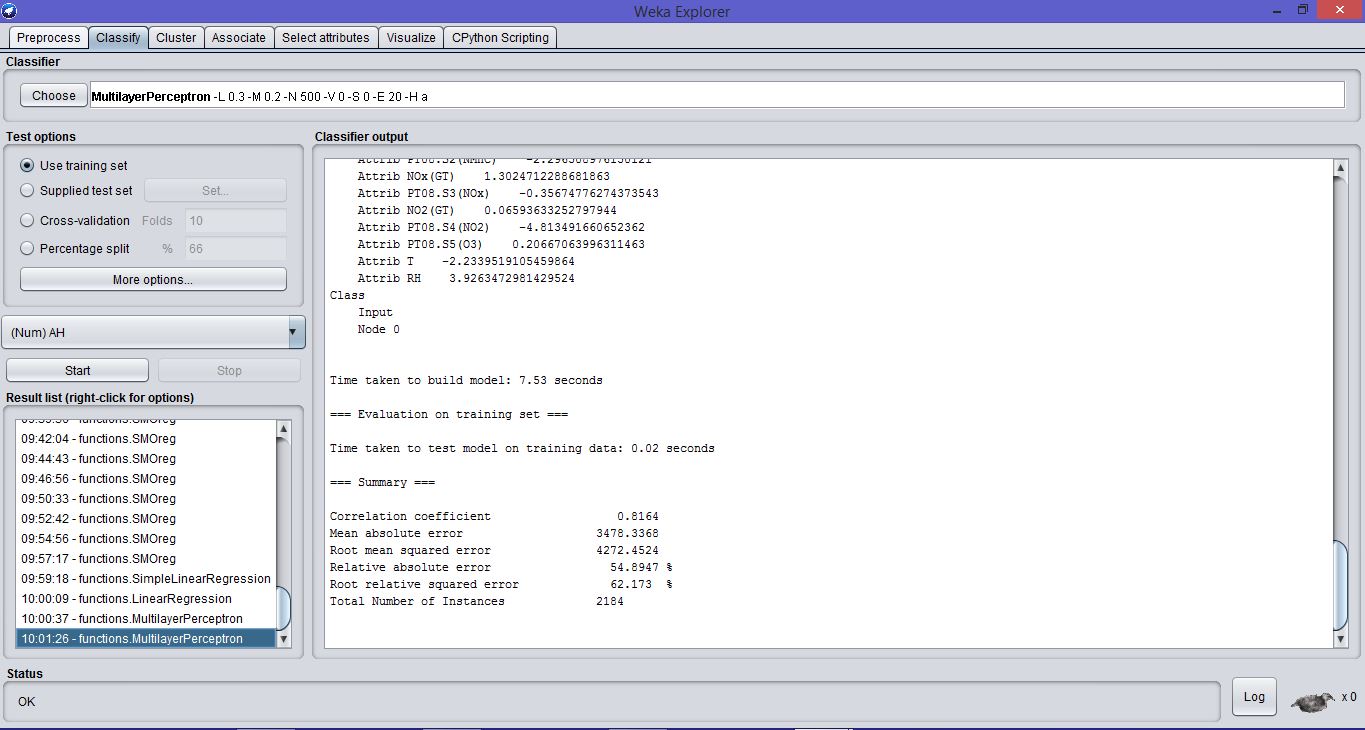 Weka Explorer
Preprocess Classify Cluster Associate Select attributes Visualize CPython Scripting
Classifier
Choose MultilayerPerceptron -L 0.3 -M 0.2 -N 500 -V 0 -S 0 -E 20 -H a
Test options
Use training set
Supplied test set Set...
Cross-validation Folds 10
Percentage split % 66
More options...
(Num) AH
Start Stop
Result list (right-click for options)
09:42:04 - functions.SMOreg
09:44:43 - functions.SMOreg
09:46:56 - functions.SMOreg
09:50:33 - functions.SMOreg
09:52:42 - functions.SMOreg
09:54:56 - functions.SMOreg
09:57:17 - functions.SMOreg
09:59:18 - functions.SimpleLinearRegression
10:00:09 - functions.LinearRegression
10:00:37 - functions.MultilayerPerceptron
10:01:26 - functions.MultilayerPerceptron
Classifier output
Attrib PT08.S2(NMHC)
Attrib NOx(GT) 1.3024712288681863
Attrib PT08.S3(NOx) -0.35674776274373543
Attrib NO2(GT) 0.06593633252797944
Attrib PT08.S4(NO2) -4.813491660652362
Attrib PT08.S5(O3) 0.20667063996311463
Attrib T -2.2339519105459864
Attrib RH 3.9263472981429524
Class
Input
Node 0
Time taken to build model: 7.53 seconds
=== Evaluation on training set ===
Time taken to test model on training data: 0.02 seconds
=== Summary ===
Correlation coefficient 0.8164
Mean absolute error 3478.3368
Root mean squared error 4272.4524
Relative absolute error 54.8947 %
Root relative squared error 62.173 %
Total Number of Instances 2184
Status
OK
Log x 0